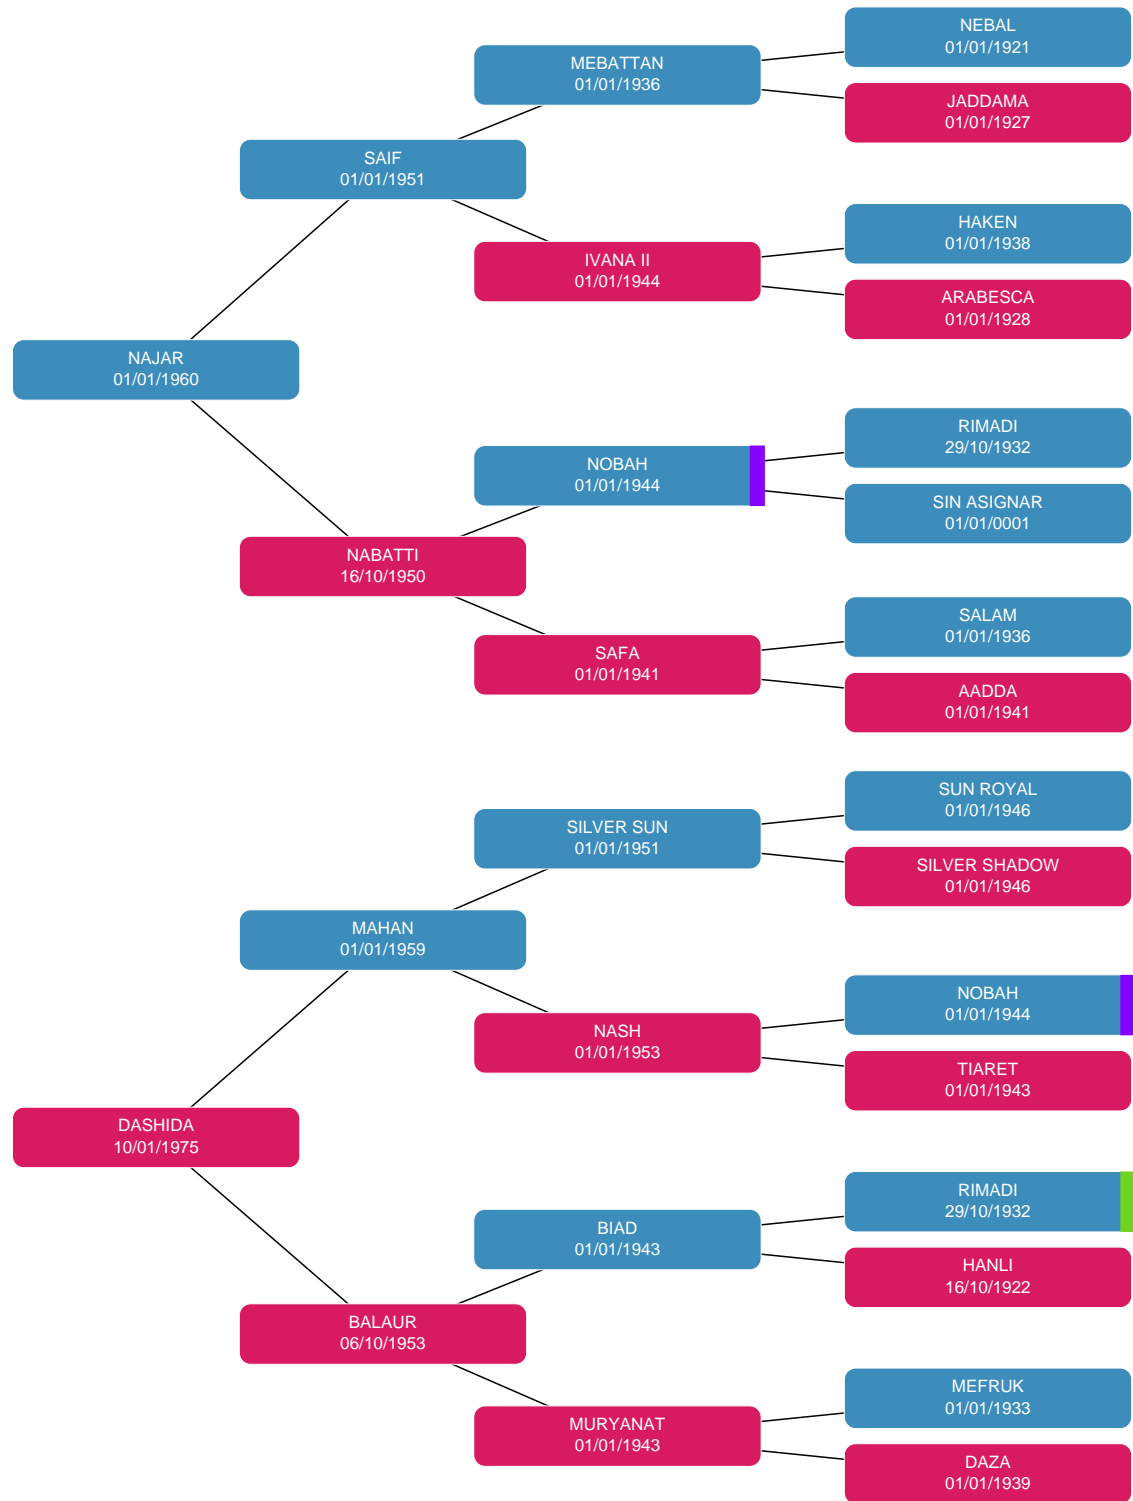 NEBAL
01/01/1921
MEBATTAN
01/01/1936
JADDAMA
01/01/1927
SAIF
01/01/1951
HAKEN
01/01/1938
IVANA II
01/01/1944
ARABESCA
01/01/1928
NAJAR
01/01/1960
RIMADI
29/10/1932
NOBAH
01/01/1944
SIN ASIGNAR
01/01/0001
NABATTI
16/10/1950
SALAM
01/01/1936
SAFA
01/01/1941
AADDA
01/01/1941
SUN ROYAL
01/01/1946
SILVER SUN
01/01/1951
SILVER SHADOW
01/01/1946
MAHAN
01/01/1959
NOBAH
01/01/1944
NASH
01/01/1953
TIARET
01/01/1943
DASHIDA
10/01/1975
RIMADI
29/10/1932
BIAD
01/01/1943
HANLI
16/10/1922
BALAUR
06/10/1953
MEFRUK
01/01/1933
MURYANAT
01/01/1943
DAZA
01/01/1939